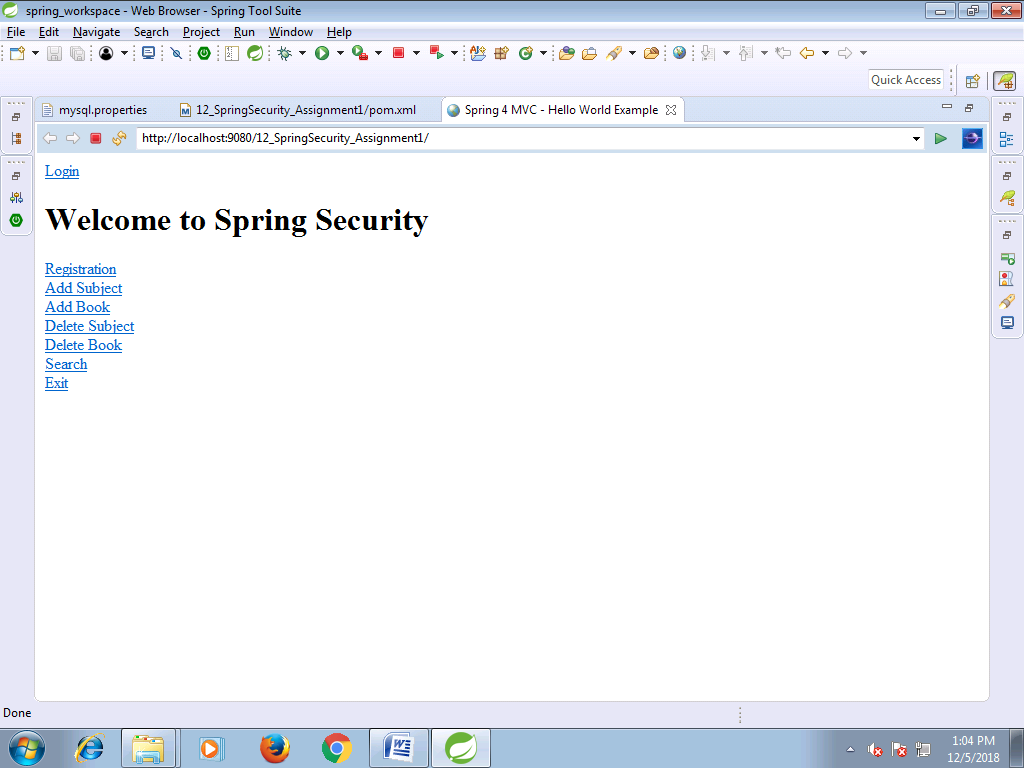 spring_workspace - Web Browser - Spring Tool Suite
File Edit Navigate Search Project Run Window Help
Quick Access
mysql.properties 12_SpringSecurity_Assignment1/pom.xml Spring 4 MVC - Hello World Example
http://localhost:9080/12_SpringSecurity_Assignment1/
Login
Welcome to Spring Security
Registration
Add Subject
Add Book
Delete Subject
Delete Book
Search
Exit
Done
1:04 PM
12/5/2018